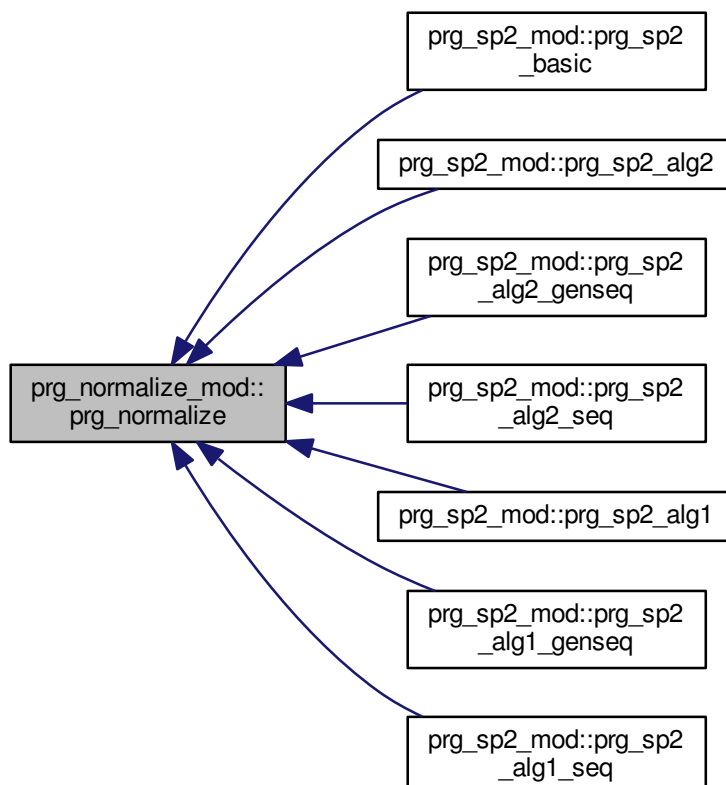 prg_sp2_mod::prg_sp2
_basic
prg_sp2_mod::prg_sp2_alg2
prg_sp2_mod::prg_sp2
_alg2_genseq
prg_normalize_mod::
prg_normalize
prg_sp2_mod::prg_sp2
_alg2_seq
prg_sp2_mod::prg_sp2_alg1
prg_sp2_mod::prg_sp2
_alg1_genseq
prg_sp2_mod::prg_sp2
_alg1_seq